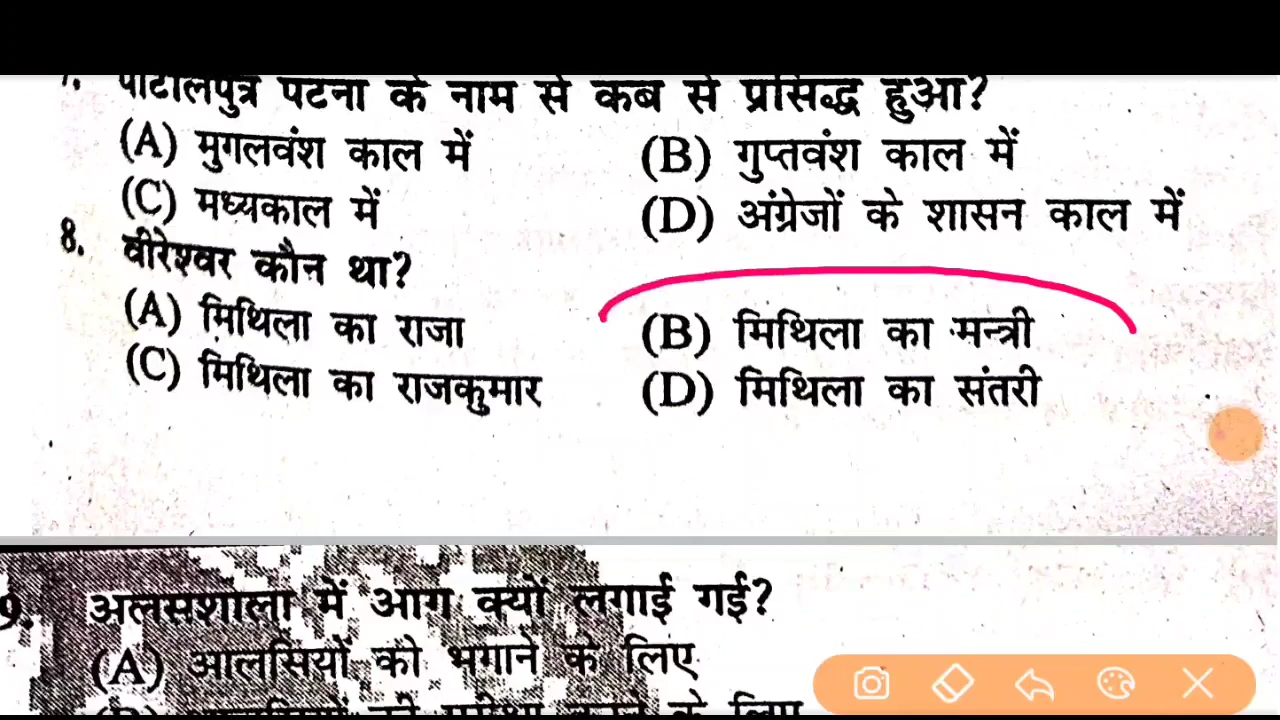 7. पाटलिपुत्र पटना के नाम से कब से प्रसिद्ध हुआ?
(A) मुगलवंश काल में (B) गुप्तवंश काल में
(C) मध्यकाल में (D) अंग्रेजों के शासन काल में
8. वीरेश्वर कौन था?
(A) मिथिला का राजा (B) मिथिला का मन्त्री
(C) मिथिला का राजकुमार (D) मिथिला का संतरी
9. अलसशाला में आग क्यों लगाई गई?
(A) आलसियों को भगाने के लिए